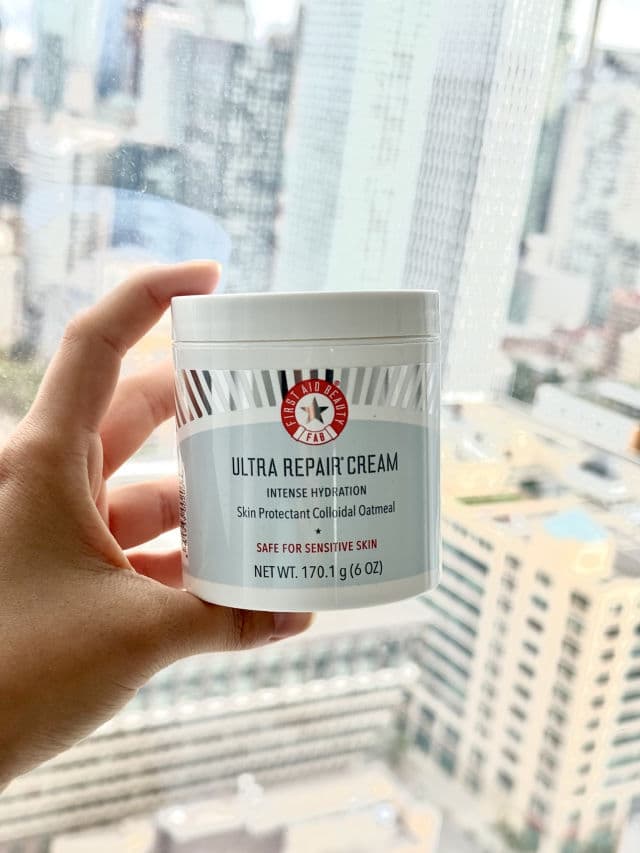 FIRST AID BEAUTY
FAB
ULTRA REPAIR® CREAM
INTENSE HYDRATION
Skin Protectant Colloidal Oatmeal
SAFE FOR SENSITIVE SKIN
NET WT. 170.1 g (6 OZ)